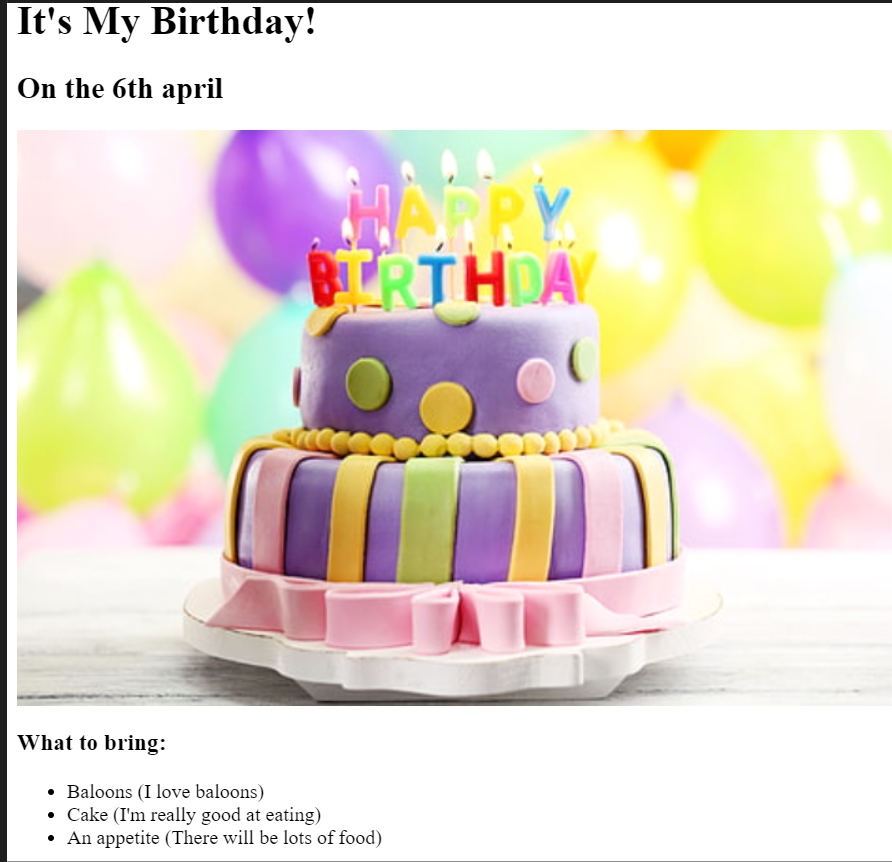 It's My Birthday!
On the 6th april
HAPPY
BIRTHDAY
What to bring:
Baloons (I love baloons)
Cake (I'm really good at eating)
An appetite (There will be lots of food)